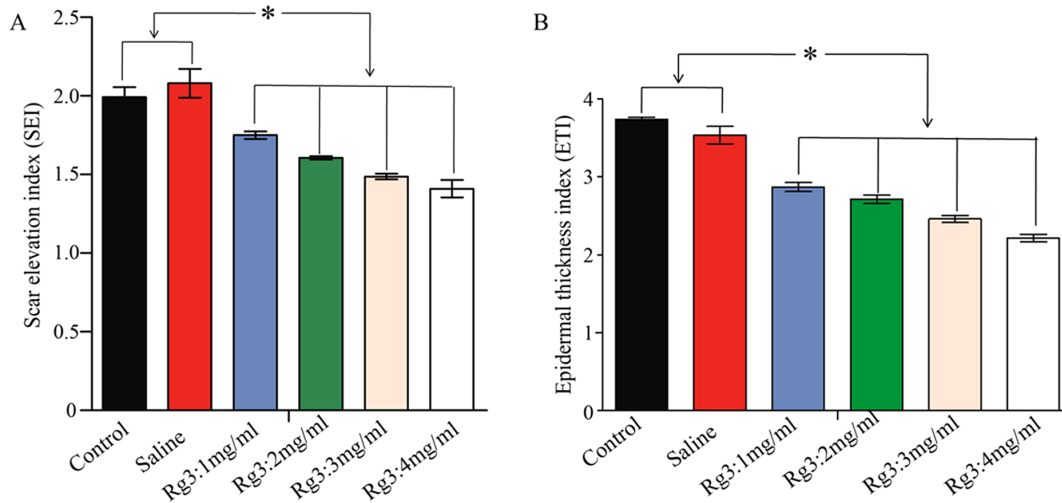 A
Scar elevation index (SEI)
2.5
2.0
1.5
1.0
0.5
0
*
Control
Saline
Rg3:1mg/ml
Rg3:2mg/ml
Rg3:3mg/ml
Rg3:4mg/ml
B
Epidermal thickness index (ETI)
4
3
2
1
0
*
Control
Saline
Rg3:1mg/ml
Rg3:2mg/ml
Rg3:3mg/ml
Rg3:4mg/ml